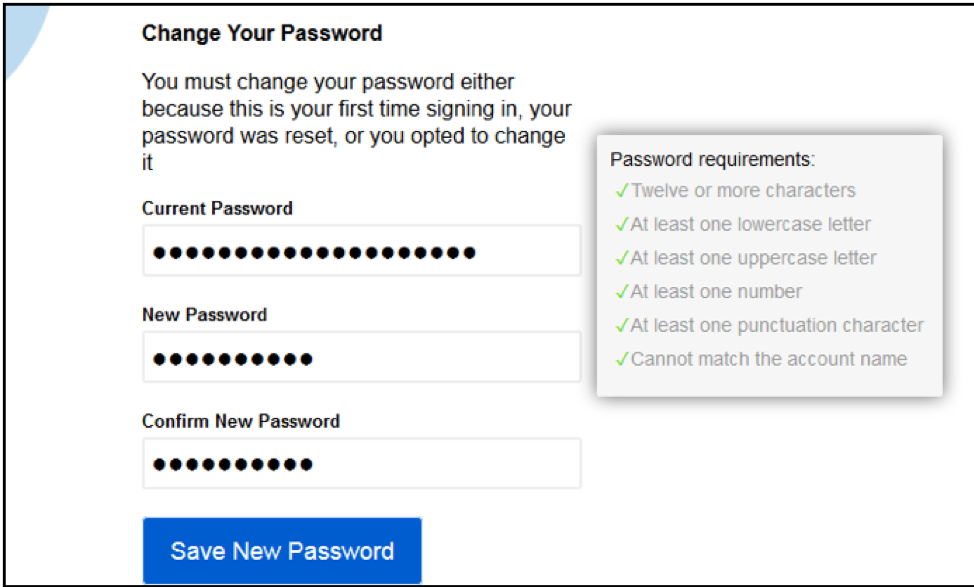 Change Your Password
You must change your password either
because this is your first time signing in, your
password was reset, or you opted to change
it
Current Password
●●●●●●●●●●●●●●●●●●●●
New Password
●●●●●●●●●●
Confirm New Password
●●●●●●●●●●
Save New Password
Password requirements:
✓Twelve or more characters
✓At least one lowercase letter
✓At least one uppercase letter
✓At least one number
✓At least one punctuation character
✓Cannot match the account name